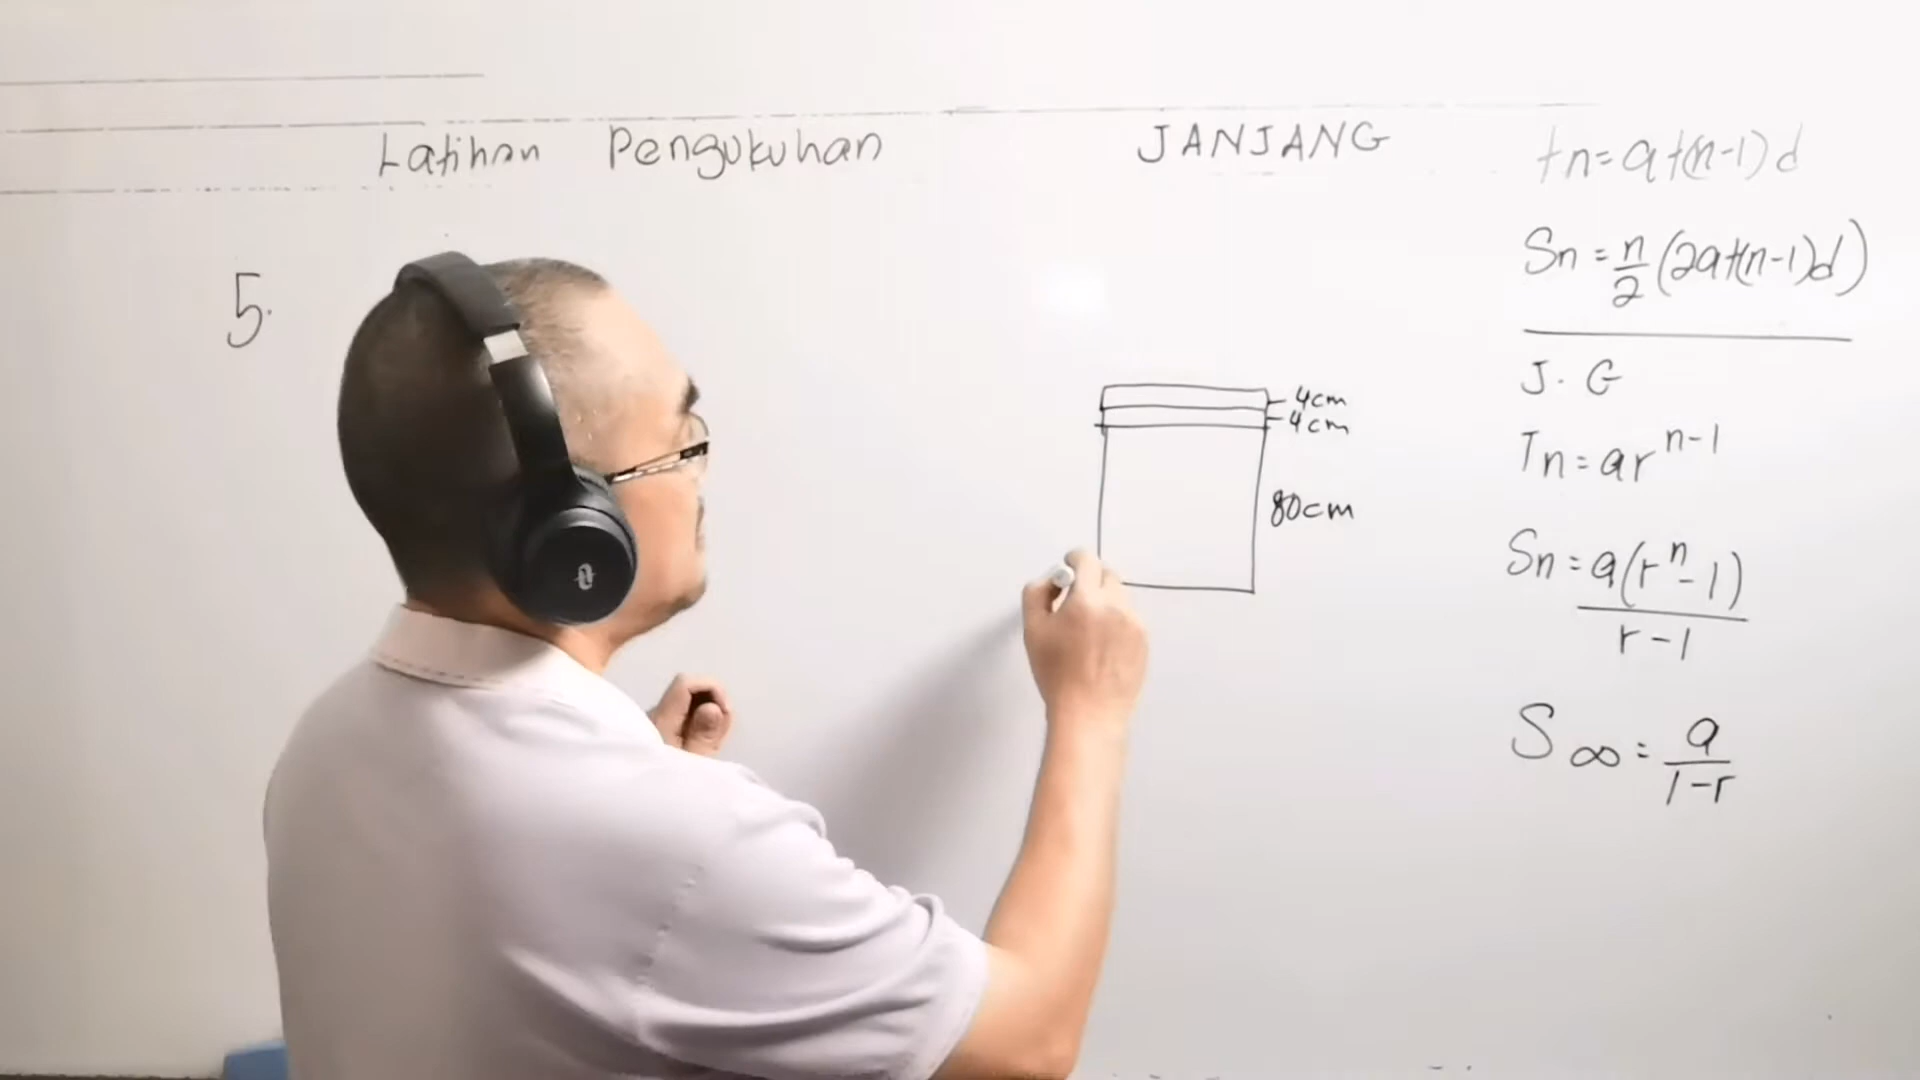 Latihan Pengukuhan JANJANG
tn=a+(n-1)d
Sn=n/2(2a+(n-1)d)
5.
J.G
4cm
4cm
Tn=ar^n-1
80cm
Sn=a(r^n-1)/r-1
S∞=a/1-r